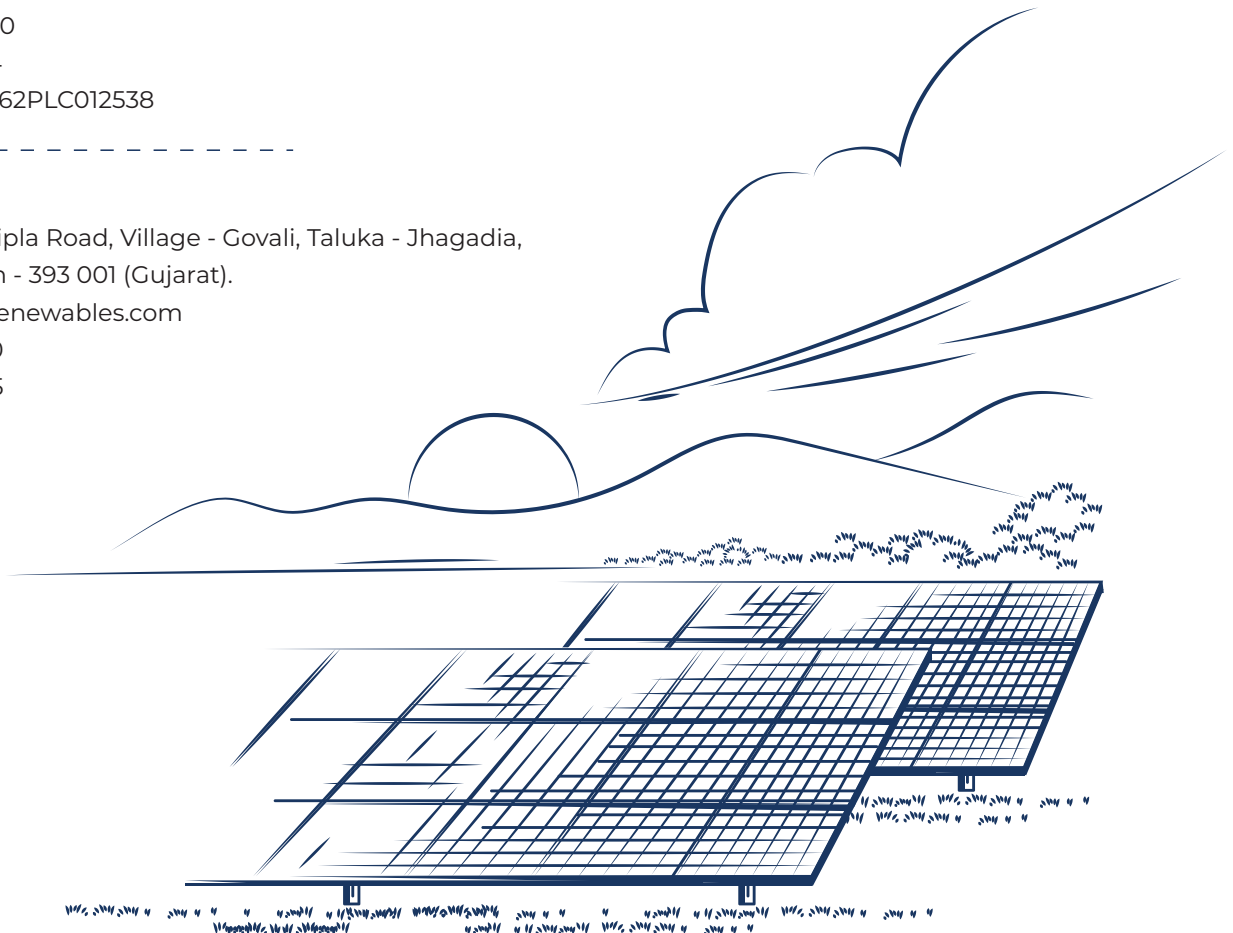 0
62PLC012538
ipla Road, Village - Govali, Taluka - Jhagadia,
- 393 001 (Gujarat).
enewables.com